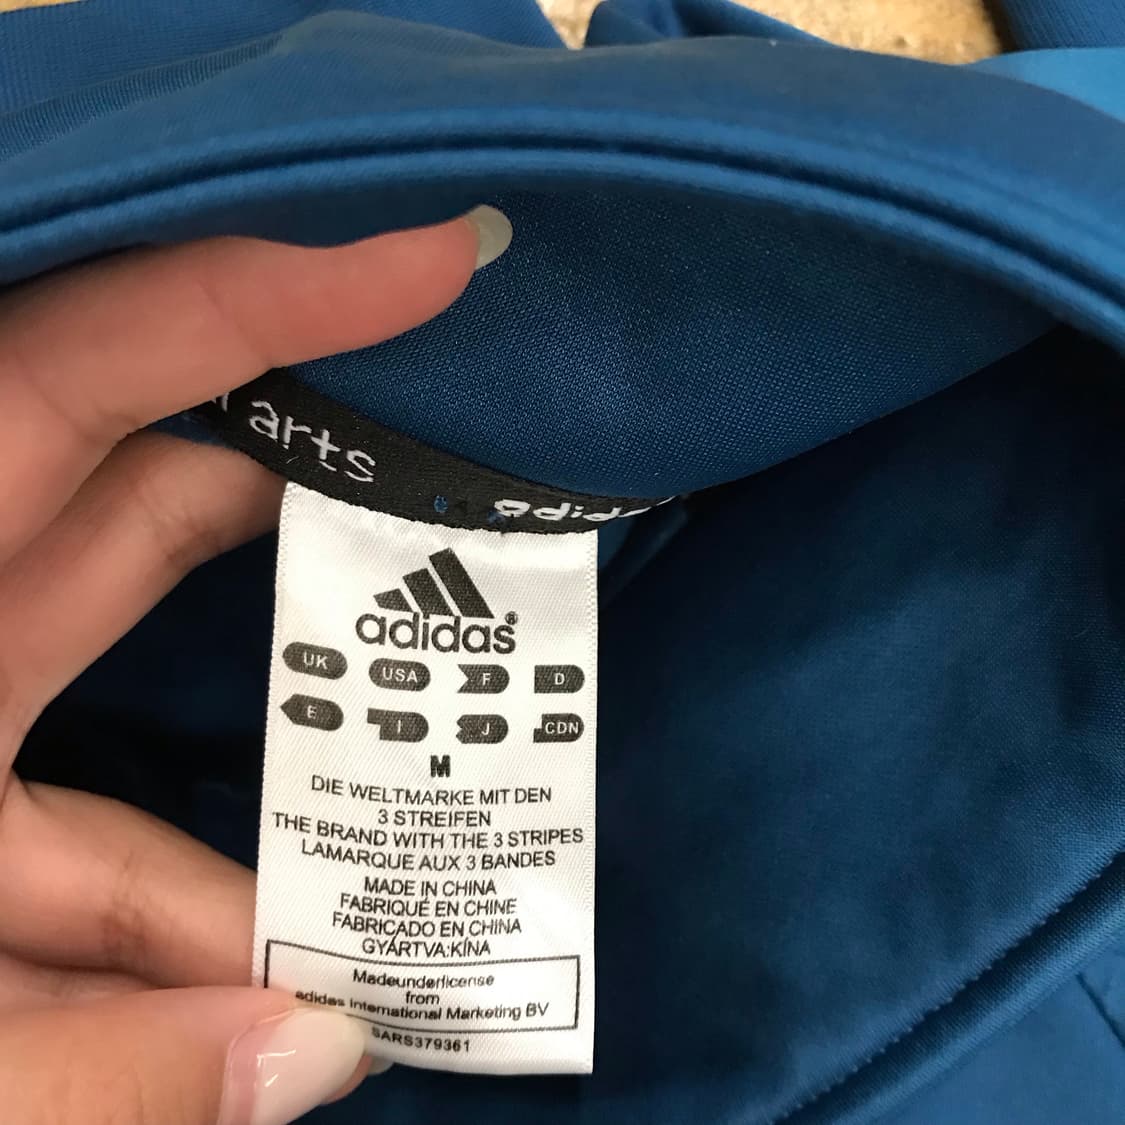 arts
adidas
adidas®
UK USA F D
E I J CDN
M
DIE WELTMARKE MIT DEN
3 STREIFEN
THE BRAND WITH THE 3 STRIPES
LAMARQUE AUX 3 BANDES
MADE IN CHINA
FABRIQUÉ EN CHINE
FABRICADO EN CHINA
GYÁRTVA:KÍNA
Madeunderlicense
from
adidas International Marketing BV
SARS379361